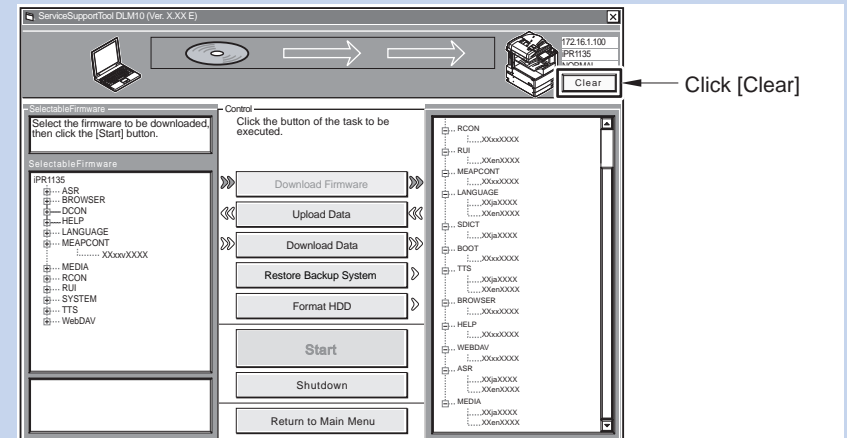 ServiceSupportTool DLM10 (Ver. X.XX E)
172.16.1.100
iPR1135
NORMAL
Clear
Click [Clear]
SelectableFirmware
Select the firmware to be downloaded,
then click the [Start] button.
SelectableFirmware
iPR1135
ASR
BROWSER
DCON
HELP
LANGUAGE
MEAPCONT
XXxxvXXXX
MEDIA
RCON
RUI
SYSTEM
TTS
WebDAV
Control
Click the button of the task to be
executed.
Download Firmware
Upload Data
Download Data
Restore Backup System
Format HDD
Start
Shutdown
Return to Main Menu
RCON
XXxxXXXX
RUI
XXenXXXX
MEAPCONT
XXxxXXXX
LANGUAGE
XXjaXXXX
XXenXXXX
SDICT
XXjaXXXX
BOOT
XXxxXXXX
TTS
XXjaXXXX
XXenXXXX
BROWSER
XXxxXXXX
HELP
XXxxXXXX
WEBDAV
XXxxXXXX
ASR
XXjaXXXX
XXenXXXX
MEDIA
XXjaXXXX
XXenXXXX